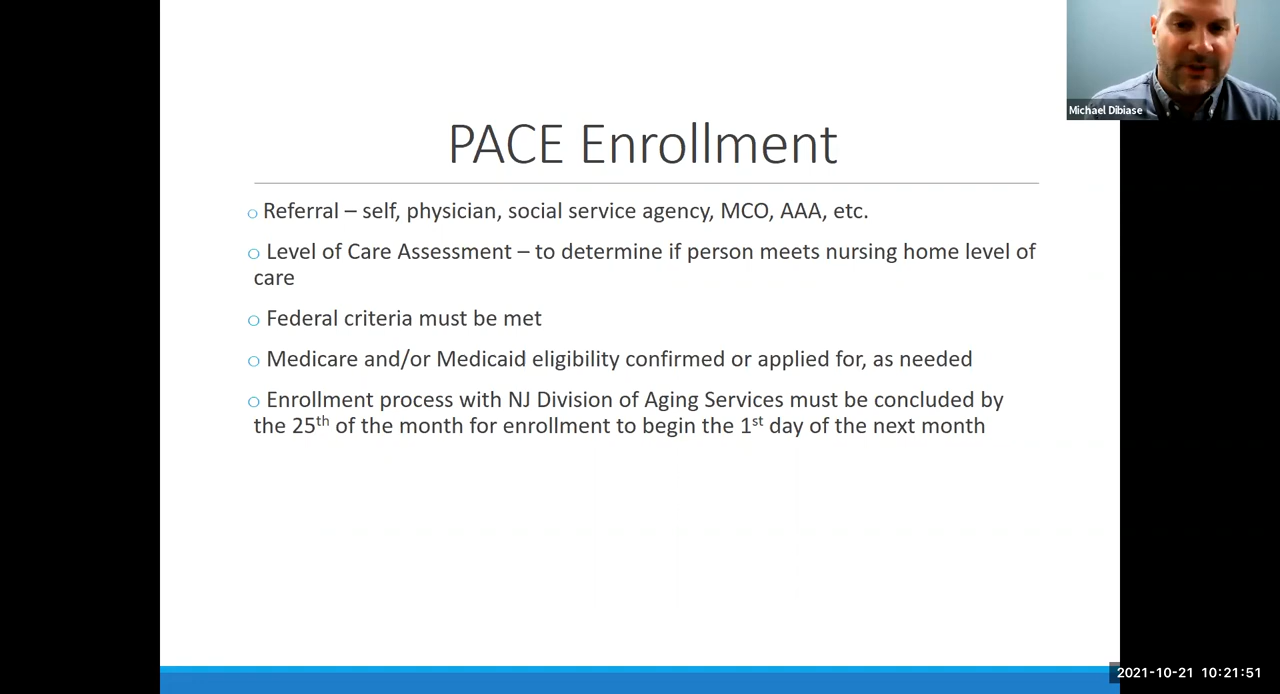 Michael Dibiase
PACE Enrollment
o Referral – self, physician, social service agency, MCO, AAA, etc.
o Level of Care Assessment – to determine if person meets nursing home level of
care
o Federal criteria must be met
o Medicare and/or Medicaid eligibility confirmed or applied for, as needed
o Enrollment process with NJ Division of Aging Services must be concluded by
the 25th of the month for enrollment to begin the 1st day of the next month
2021-10-21 10:21:51